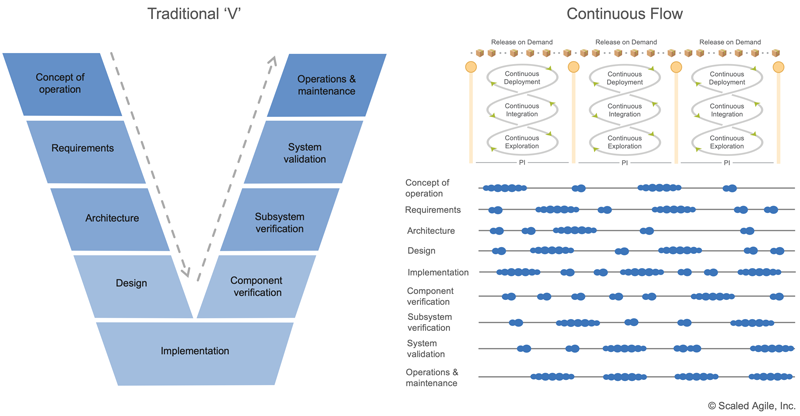 Traditional ‘V’
Concept of
operation
Requirements
Architecture
Design
Implementation
Component
verification
Subsystem
verification
System
validation
Operations &
maintenance
Continuous Flow
Release on Demand
Release on Demand
Release on Demand
Continuous
Deployment
Continuous
Integration
Continuous
Exploration
PI
Continuous
Deployment
Continuous
Integration
Continuous
Exploration
PI
Continuous
Deployment
Continuous
Integration
Continuous
Exploration
PI
Concept of
operation
Requirements
Architecture
Design
Implementation
Component
verification
Subsystem
verification
System
validation
Operations &
maintenance
© Scaled Agile, Inc.